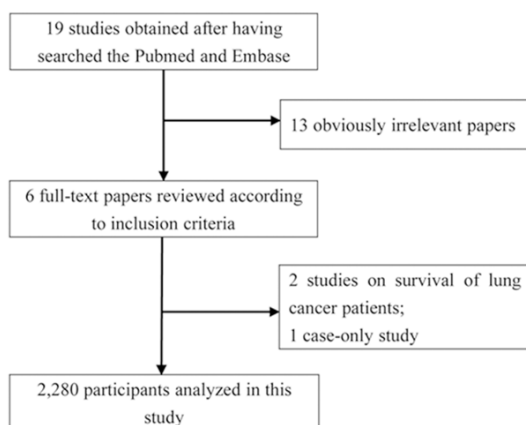 19 studies obtained after having
searched the Pubmed and Embase
13 obviously irrelevant papers
6 full-text papers reviewed according
to inclusion criteria
2 studies on survival of lung
cancer patients;
1 case-only study
2,280 participants analyzed in this
study